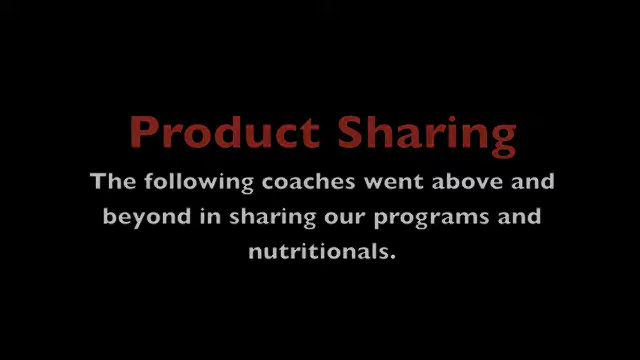 Product Sharing
The following coaches went above and
beyond in sharing our programs and
nutritionals.